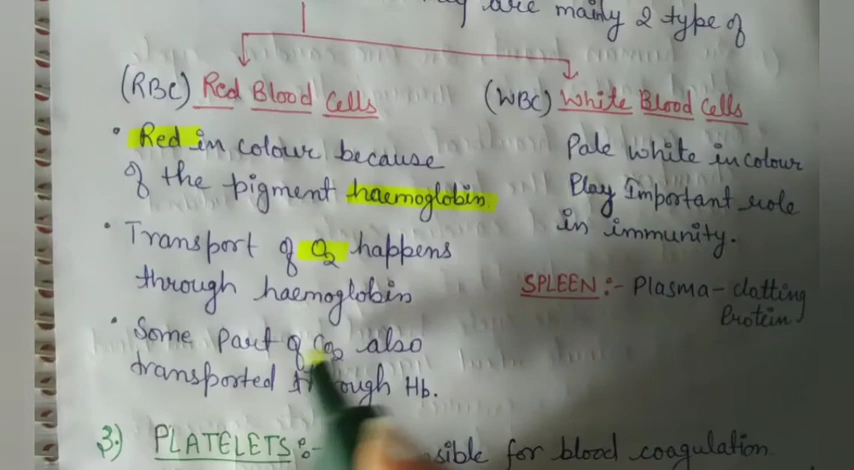 are mainly 2 type of
(RBC) Red Blood Cells
• Red in colour because
of the pigment haemoglobin
• Transport of O2 happens
through haemoglobin
• Some part of CO2 also
transported through Hb.
(WBC) White Blood Cells
Pale white in colour
Play Important role
in immunity.
SPLEEN :- Plasma - clotting
Protein
3.) PLATELETS :- sible for blood coagulation